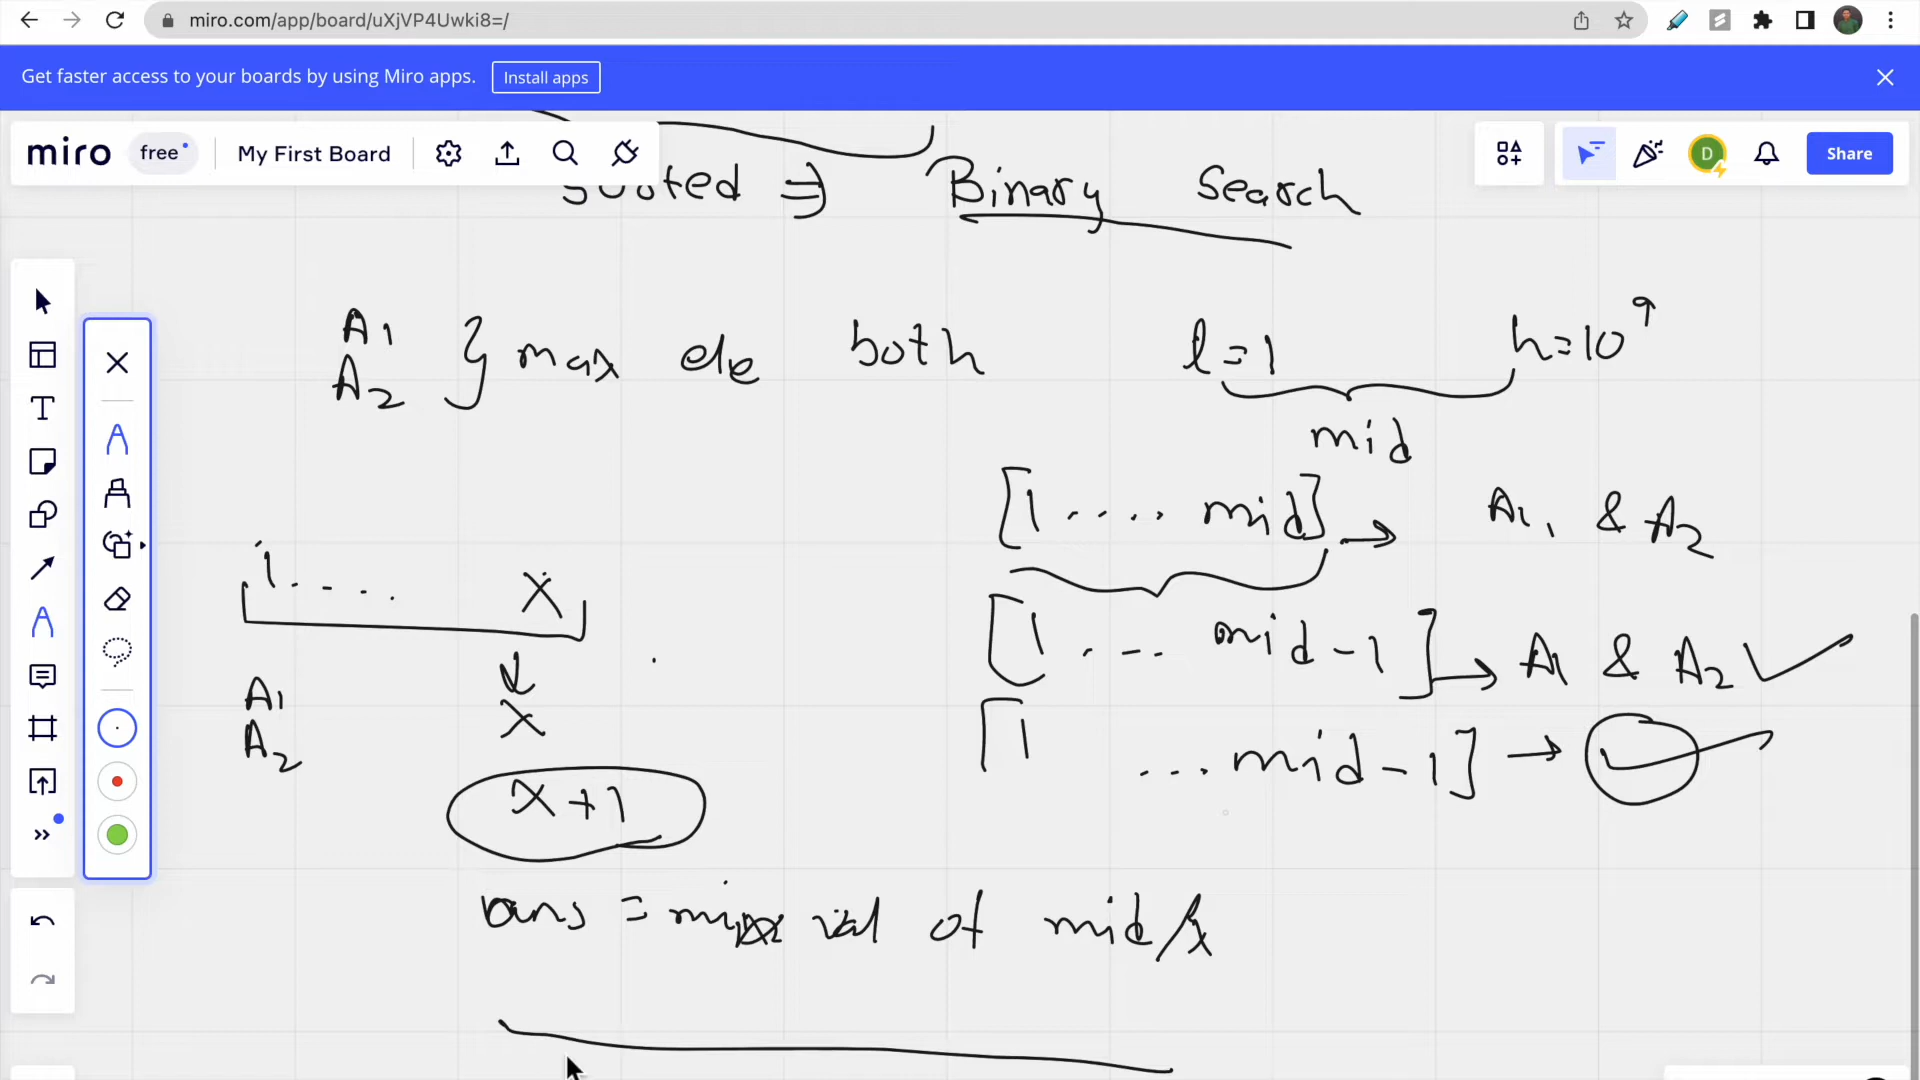 miro.com/app/board/uXjVP4Uwki8=/
Get faster access to your boards by using Miro apps. Install apps
miro free My First Board D Share
Binary Search
A1
A2 } max ele both l=1 h=10^9
mid
[1 .... mid] → A1 & A2
1.... X
[1 .--. mid-1] → A1 & A2 ✓
A1 ↓
A2 X
[1 ... mid-1] → ✓
X+1
ans = min val of mid/x